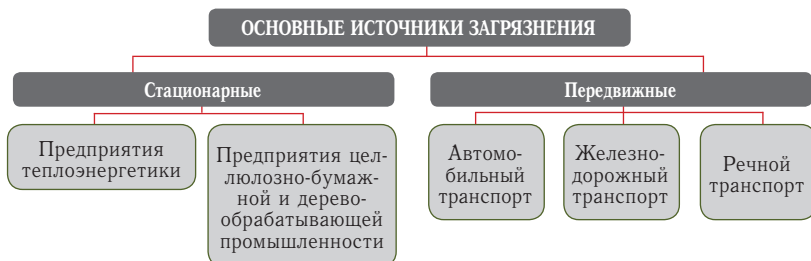 ОСНОВНЫЕ ИСТОЧНИКИ ЗАГРЯЗНЕНИЯ
Стационарные
Передвижные
Предприятия
теплоэнергетики
Предприятия цел-
люлозно-бумаж-
ной и дерево-
обрабатывающей
промышленности
Автомо-
бильный
транспорт
Железно-
дорожный
транспорт
Речной
транспорт